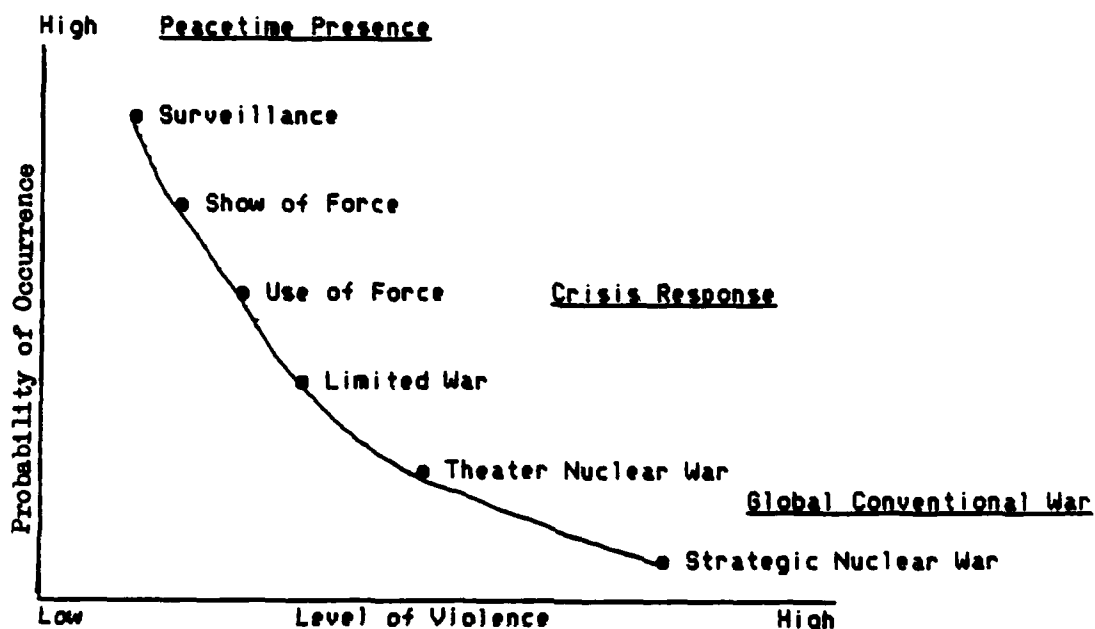 High Peacetime Presence
Surveillance
Show of Force
Probability of Occurrence
Use of Force Crisis Response
Limited War
Theater Nuclear War
Global Conventional War
Strategic Nuclear War
Low Level of Violence High